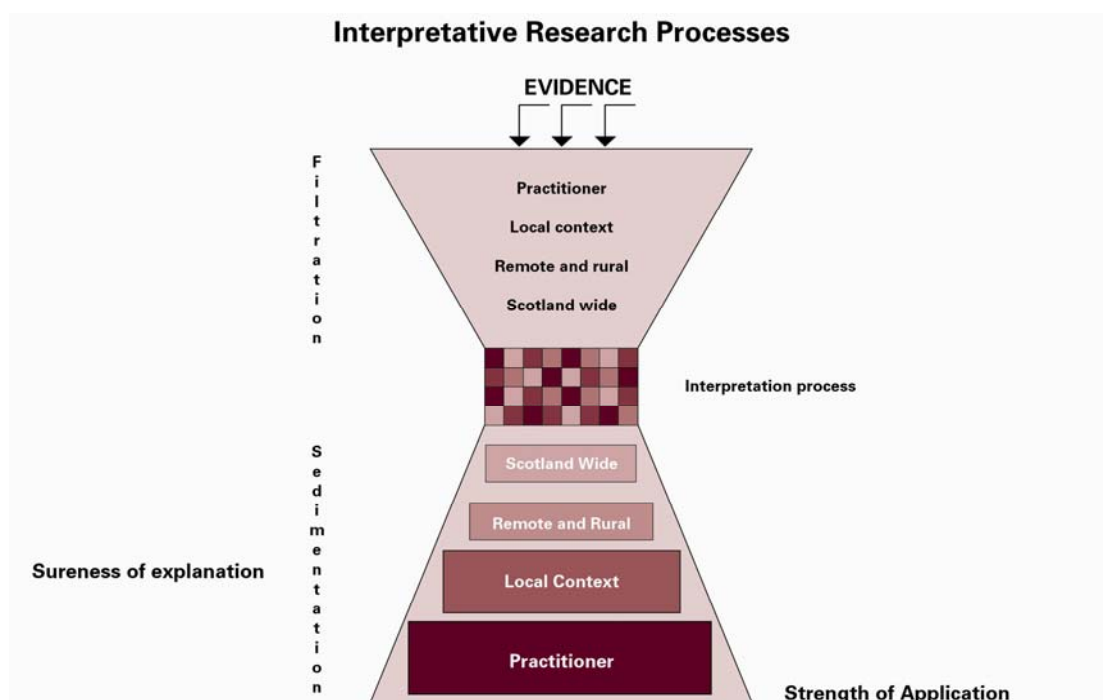 Interpretative Research Processes
EVIDENCE
Filtration
Practitioner
Local context
Remote and rural
Scotland wide
Interpretation process
Sedimentation
Scotland Wide
Remote and Rural
Sureness of explanation
Local Context
Practitioner
Strength of Application